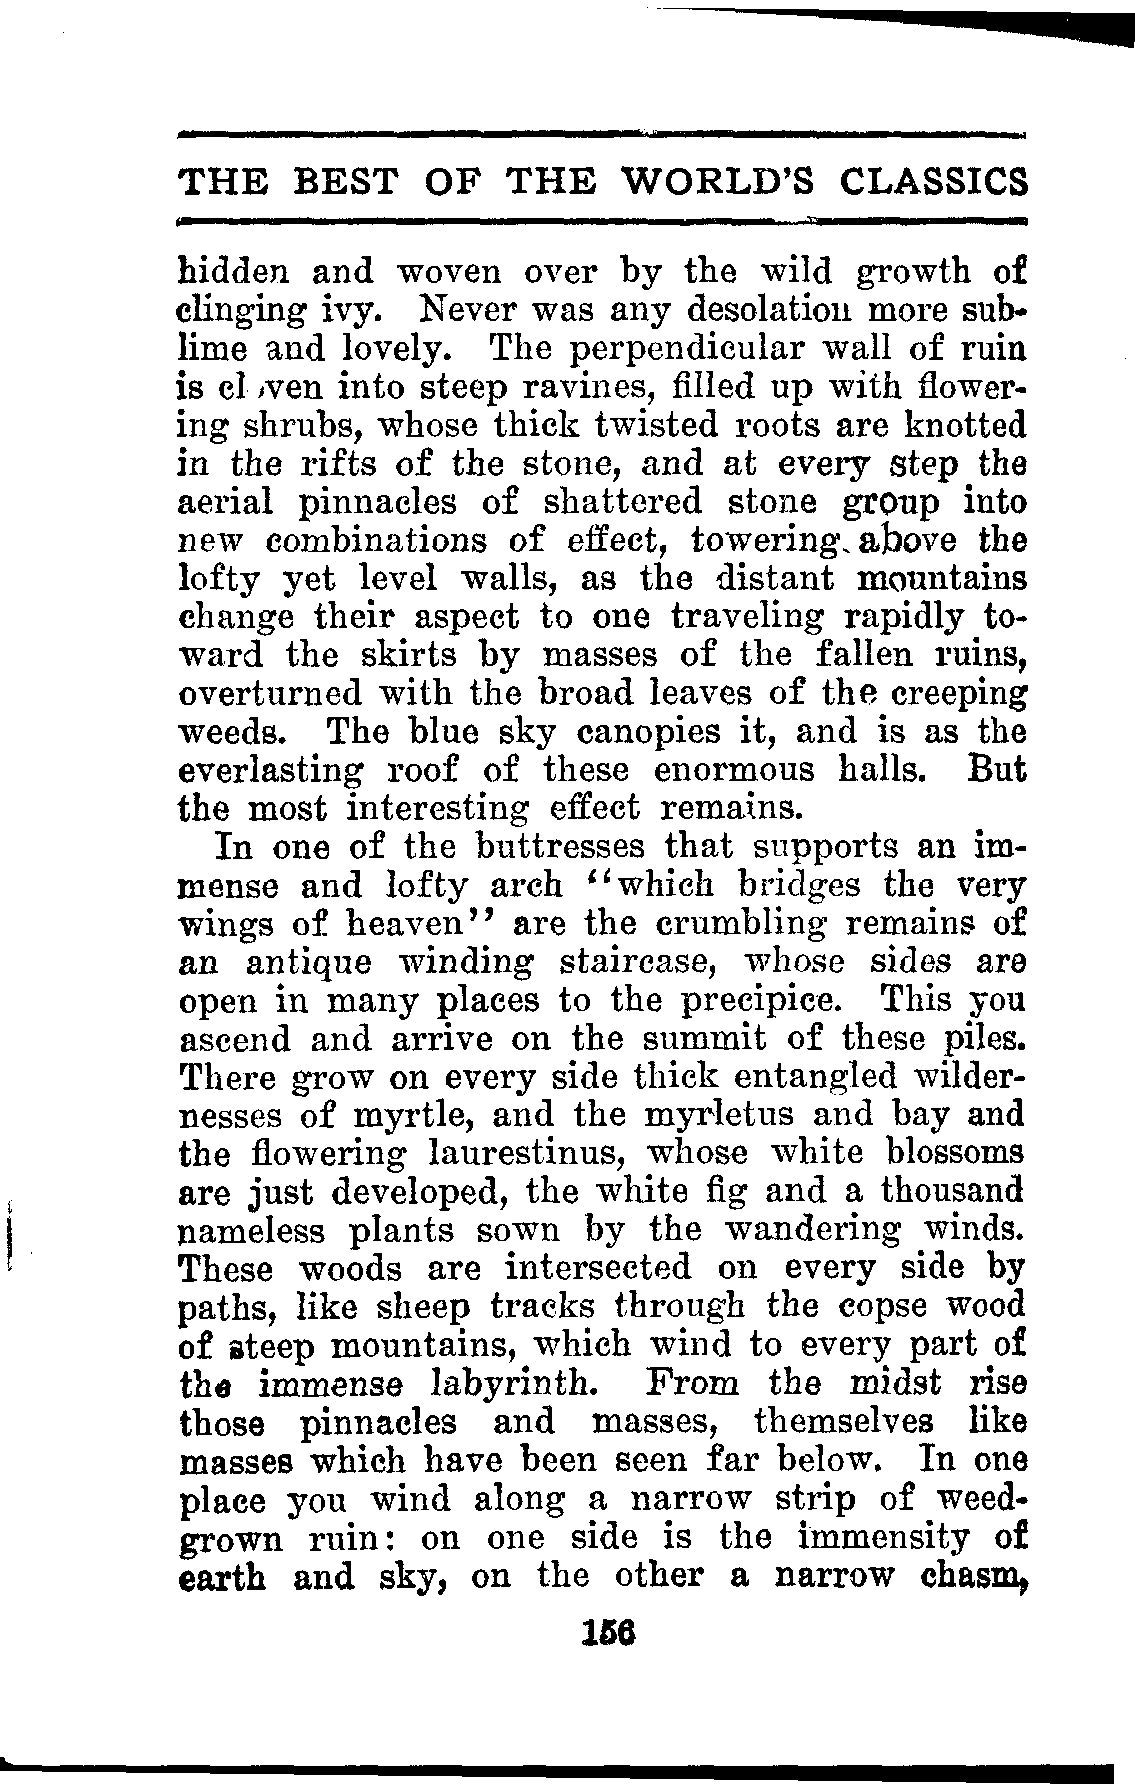 THE BEST OF THE WORLD'S CLASSICS
hidden and woven over by the wild growth of
clinging ivy. Never was any desolation more sub-
lime and lovely. The perpendicular wall of ruin
is cloven into steep ravines, filled up with flower-
ing shrubs, whose thick twisted roots are knotted
in the rifts of the stone, and at every step the
aerial pinnacles of shattered stone group into
new combinations of effect, towering above the
lofty yet level walls, as the distant mountains
change their aspect to one traveling rapidly to-
ward the skirts by masses of the fallen ruins,
overturned with the broad leaves of the creeping
weeds. The blue sky canopies it, and is as the
everlasting roof of these enormous halls. But
the most interesting effect remains.
In one of the buttresses that supports an im-
mense and lofty arch "which bridges the very
wings of heaven" are the crumbling remains of
an antique winding staircase, whose sides are
open in many places to the precipice. This you
ascend and arrive on the summit of these piles.
There grow on every side thick entangled wilder-
nesses of myrtle, and the myrletus and bay and
the flowering laurestinus, whose white blossoms
are just developed, the white fig and a thousand
nameless plants sown by the wandering winds.
These woods are intersected on every side by
paths, like sheep tracks through the copse wood
of steep mountains, which wind to every part of
the immense labyrinth. From the midst rise
those pinnacles and masses, themselves like
masses which have been seen far below. In one
place you wind along a narrow strip of weed-
grown ruin: on one side is the immensity of
earth and sky, on the other a narrow chasm,
156